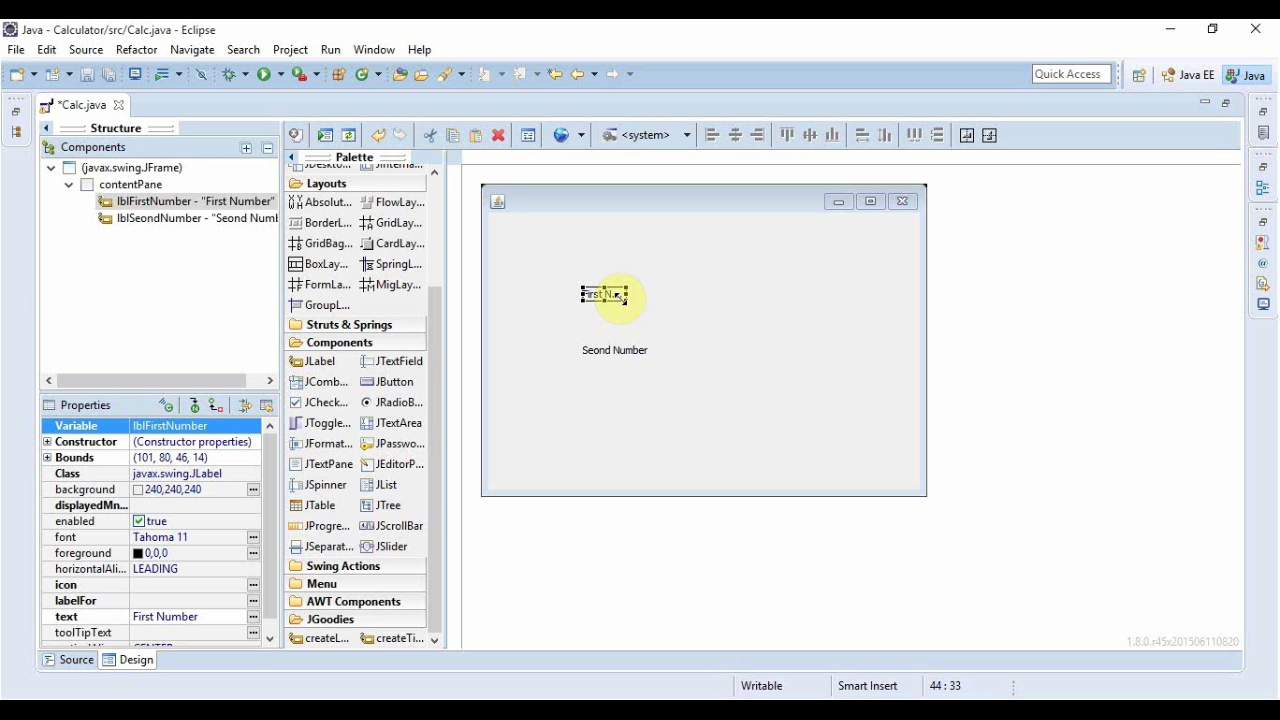 Java - Calculator/src/Calc.java - Eclipse
File Edit Source Refactor Navigate Search Project Run Window Help
Quick Access Java EE Java
*Calc.java
Structure
Components
(javax.swing.JFrame)
contentPane
lblFirstNumber - "First Number"
lblSeondNumber - "Seond Numb
Properties
Variable lblFirstNumber
Constructor (Constructor properties)
Bounds (101, 80, 46, 14)
Class javax.swing.JLabel
background 240,240,240
displayedMn...
enabled true
font Tahoma 11
foreground 0,0,0
horizontalAli... LEADING
icon
labelFor
text First Number
toolTipText
Palette
<system>
JDeskto... JInterna...
Layouts
Absolut... FlowLay...
BorderL... GridLay...
GridBag... CardLay...
BoxLay... SpringL...
FormLa... MigLay...
GroupL...
Struts & Springs
Components
JLabel JTextField
JComb... JButton
JCheck... JRadioB...
JToggle... JTextArea
JFormat... JPasswo...
JTextPane JEditorP...
JSpinner JList
JTable JTree
JProgre... JScrollBar
JSeparat... JSlider
Swing Actions
Menu
AWT Components
JGoodies
createL... createTi...
First N...
Seond Number
1.8.0.r45x201506110820
Source Design
Writable Smart Insert 44 : 33